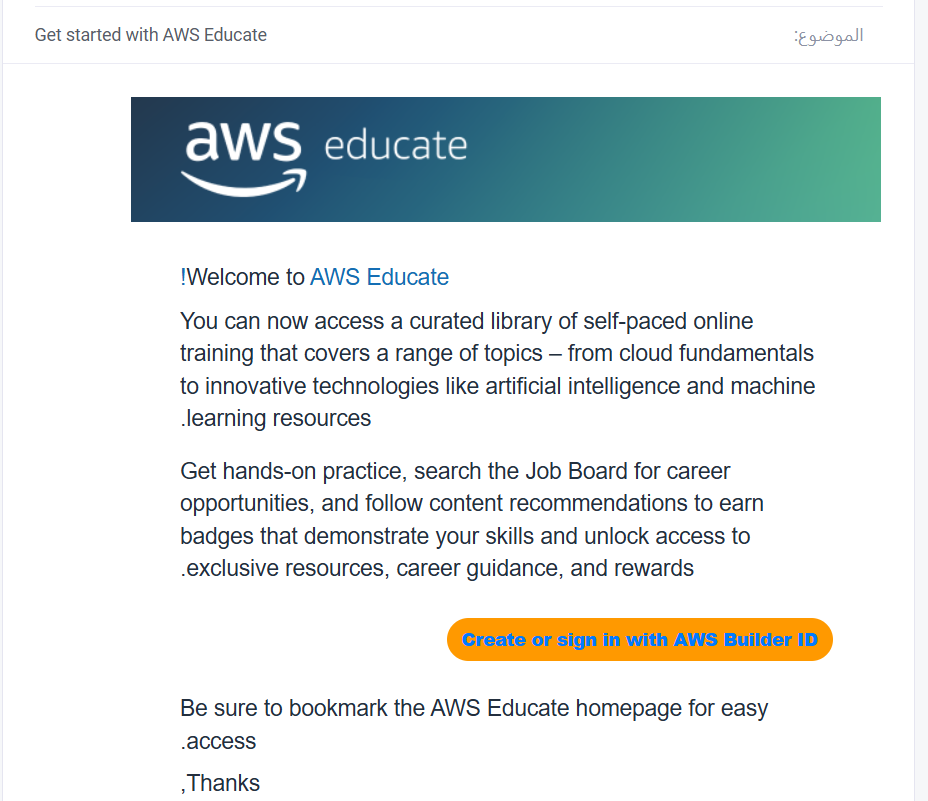 الموضوع: Get started with AWS Educate
aws educate
!Welcome to AWS Educate
You can now access a curated library of self-paced online
training that covers a range of topics – from cloud fundamentals
to innovative technologies like artificial intelligence and machine
.learning resources
Get hands-on practice, search the Job Board for career
opportunities, and follow content recommendations to earn
badges that demonstrate your skills and unlock access to
.exclusive resources, career guidance, and rewards
Create or sign in with AWS Builder ID
Be sure to bookmark the AWS Educate homepage for easy
.access
,Thanks